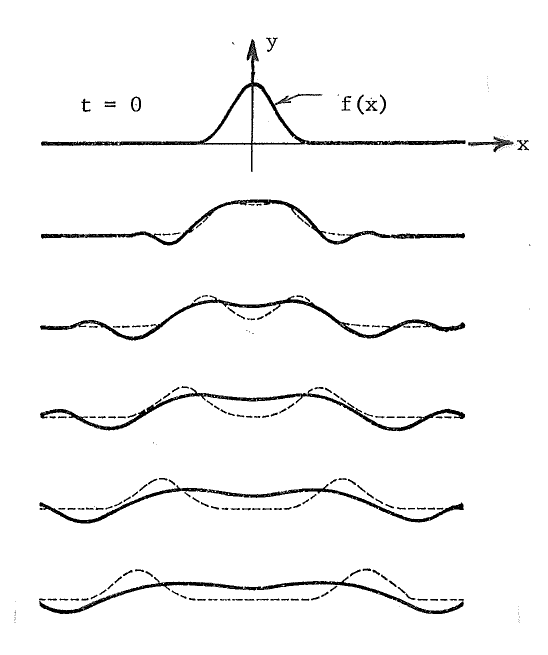 y
t = 0 f(x)
x